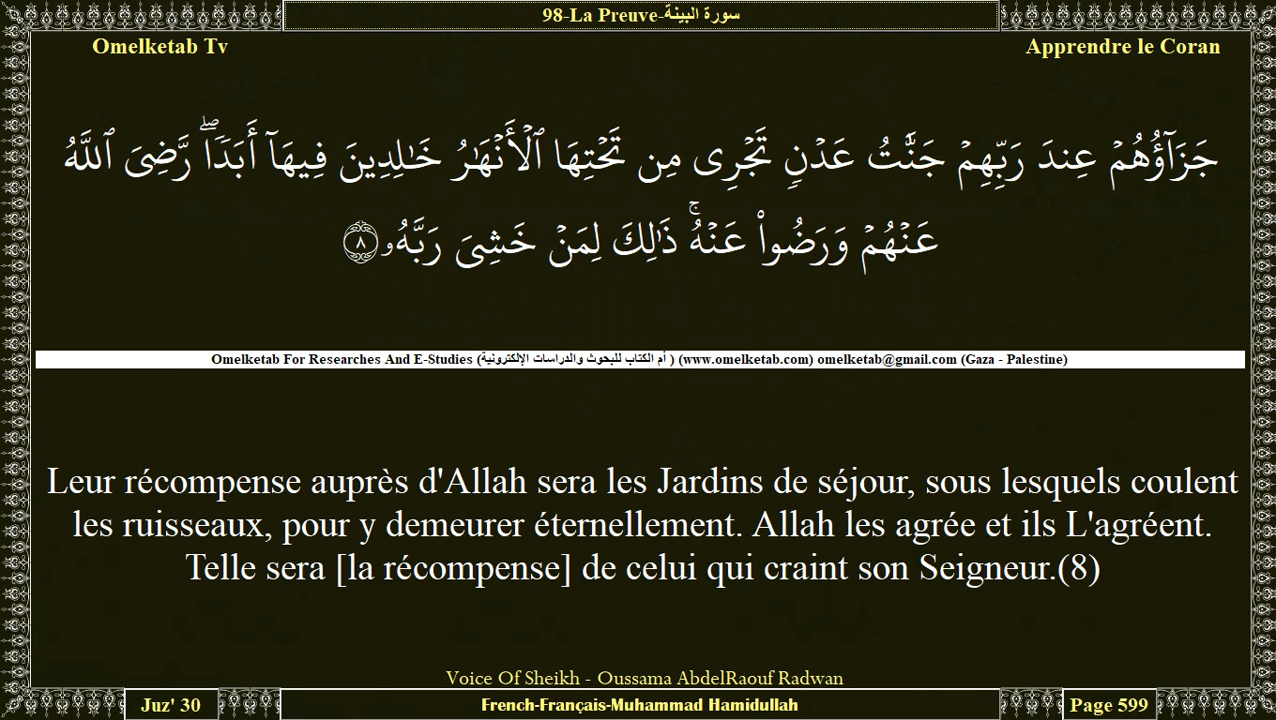 98-La Preuve-سورة البينة
Omelketab Tv
Apprendre le Coran
جَزَآؤُهُمۡ عِندَ رَبِّهِمۡ جَنَّٰتُ عَدۡنٖ تَجۡرِي مِن تَحۡتِهَا ٱلۡأَنۡهَٰرُ خَٰلِدِينَ فِيهَآ أَبَدٗاۖ رَّضِيَ ٱللَّهُ
عَنۡهُمۡ وَرَضُواْ عَنۡهُۚ ذَٰلِكَ لِمَنۡ خَشِيَ رَبَّهُۥ ٨
Omelketab For Researches And E-Studies (أم الكتاب للبحوث والدراسات الإلكترونية ) (www.omelketab.com) omelketab@gmail.com (Gaza - Palestine)
Leur récompense auprès d'Allah sera les Jardins de séjour, sous lesquels coulent
les ruisseaux, pour y demeurer éternellement. Allah les agrée et ils L'agréent.
Telle sera [la récompense] de celui qui craint son Seigneur.(8)
Voice Of Sheikh - Oussama AbdelRaouf Radwan
Juz' 30
French-Français-Muhammad Hamidullah
Page 599